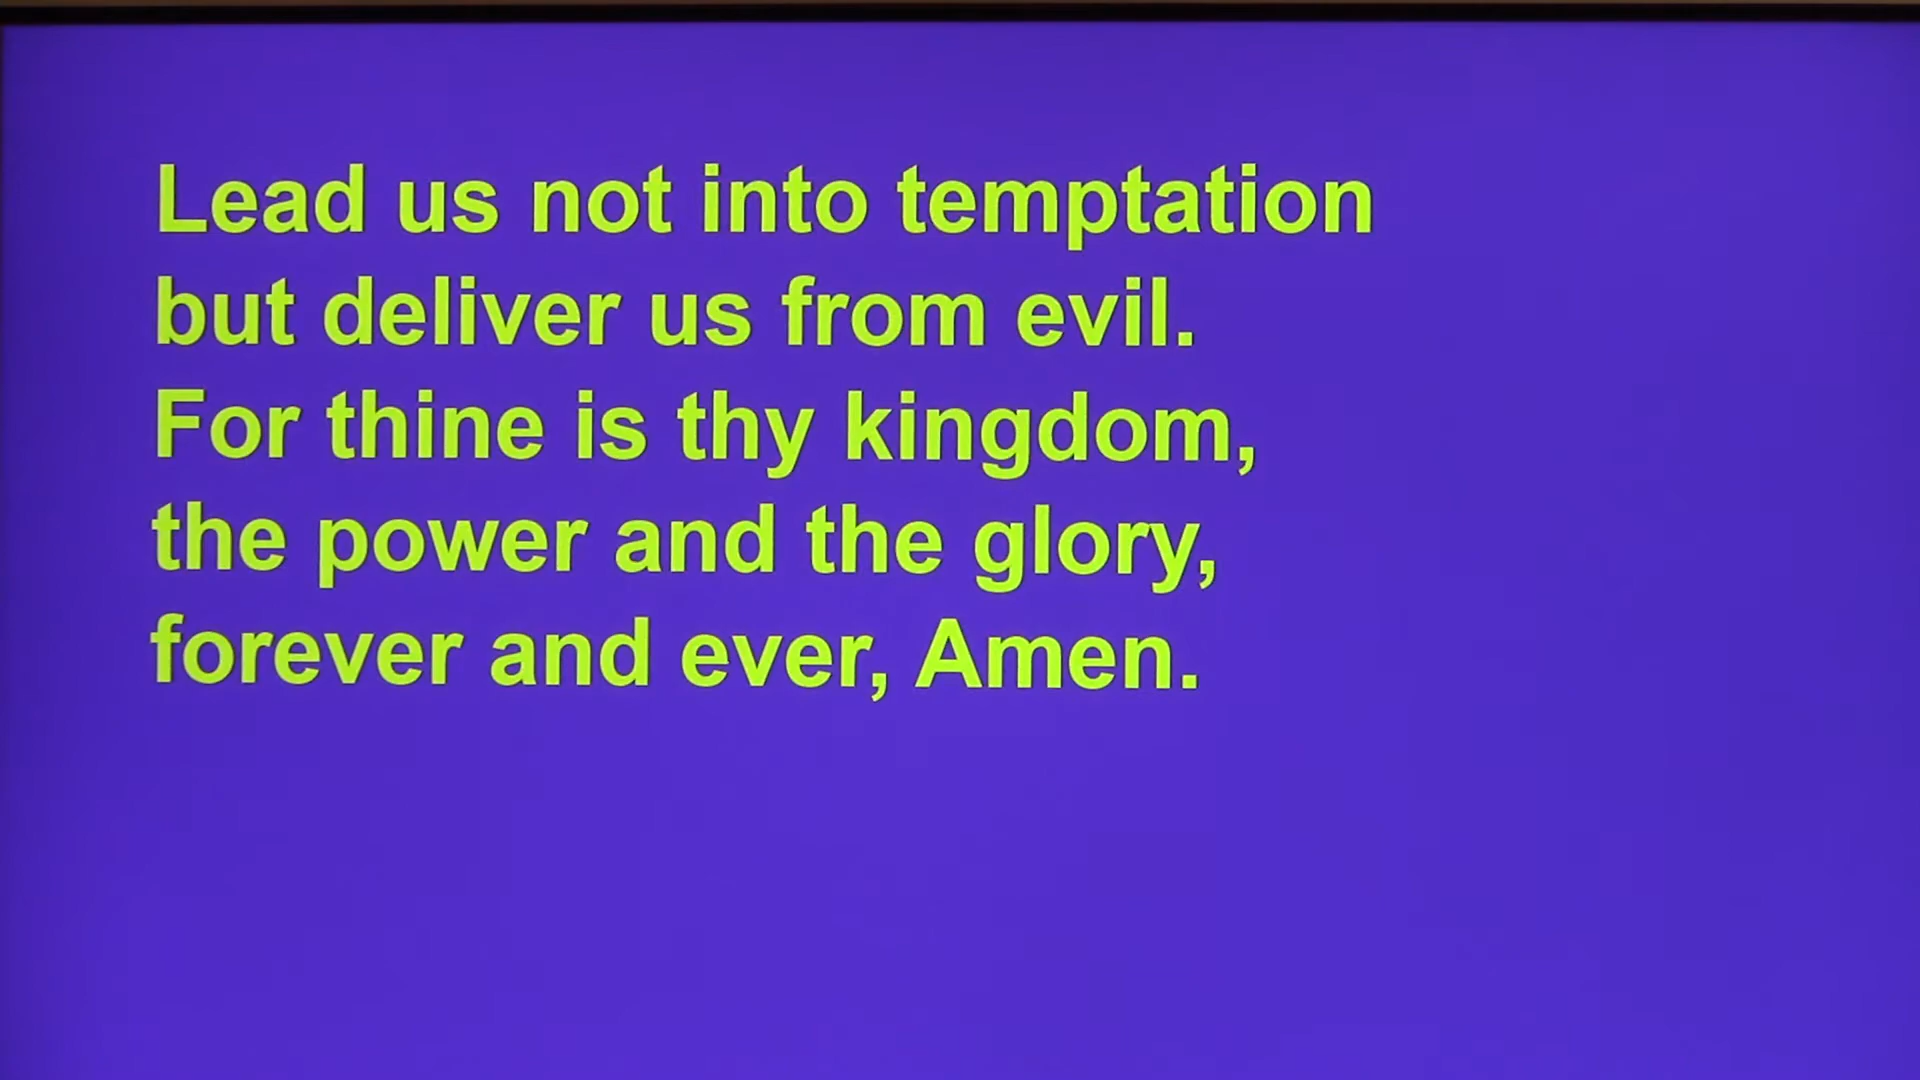 Lead us not into temptation
but deliver us from evil.
For thine is thy kingdom,
the power and the glory,
forever and ever, Amen.